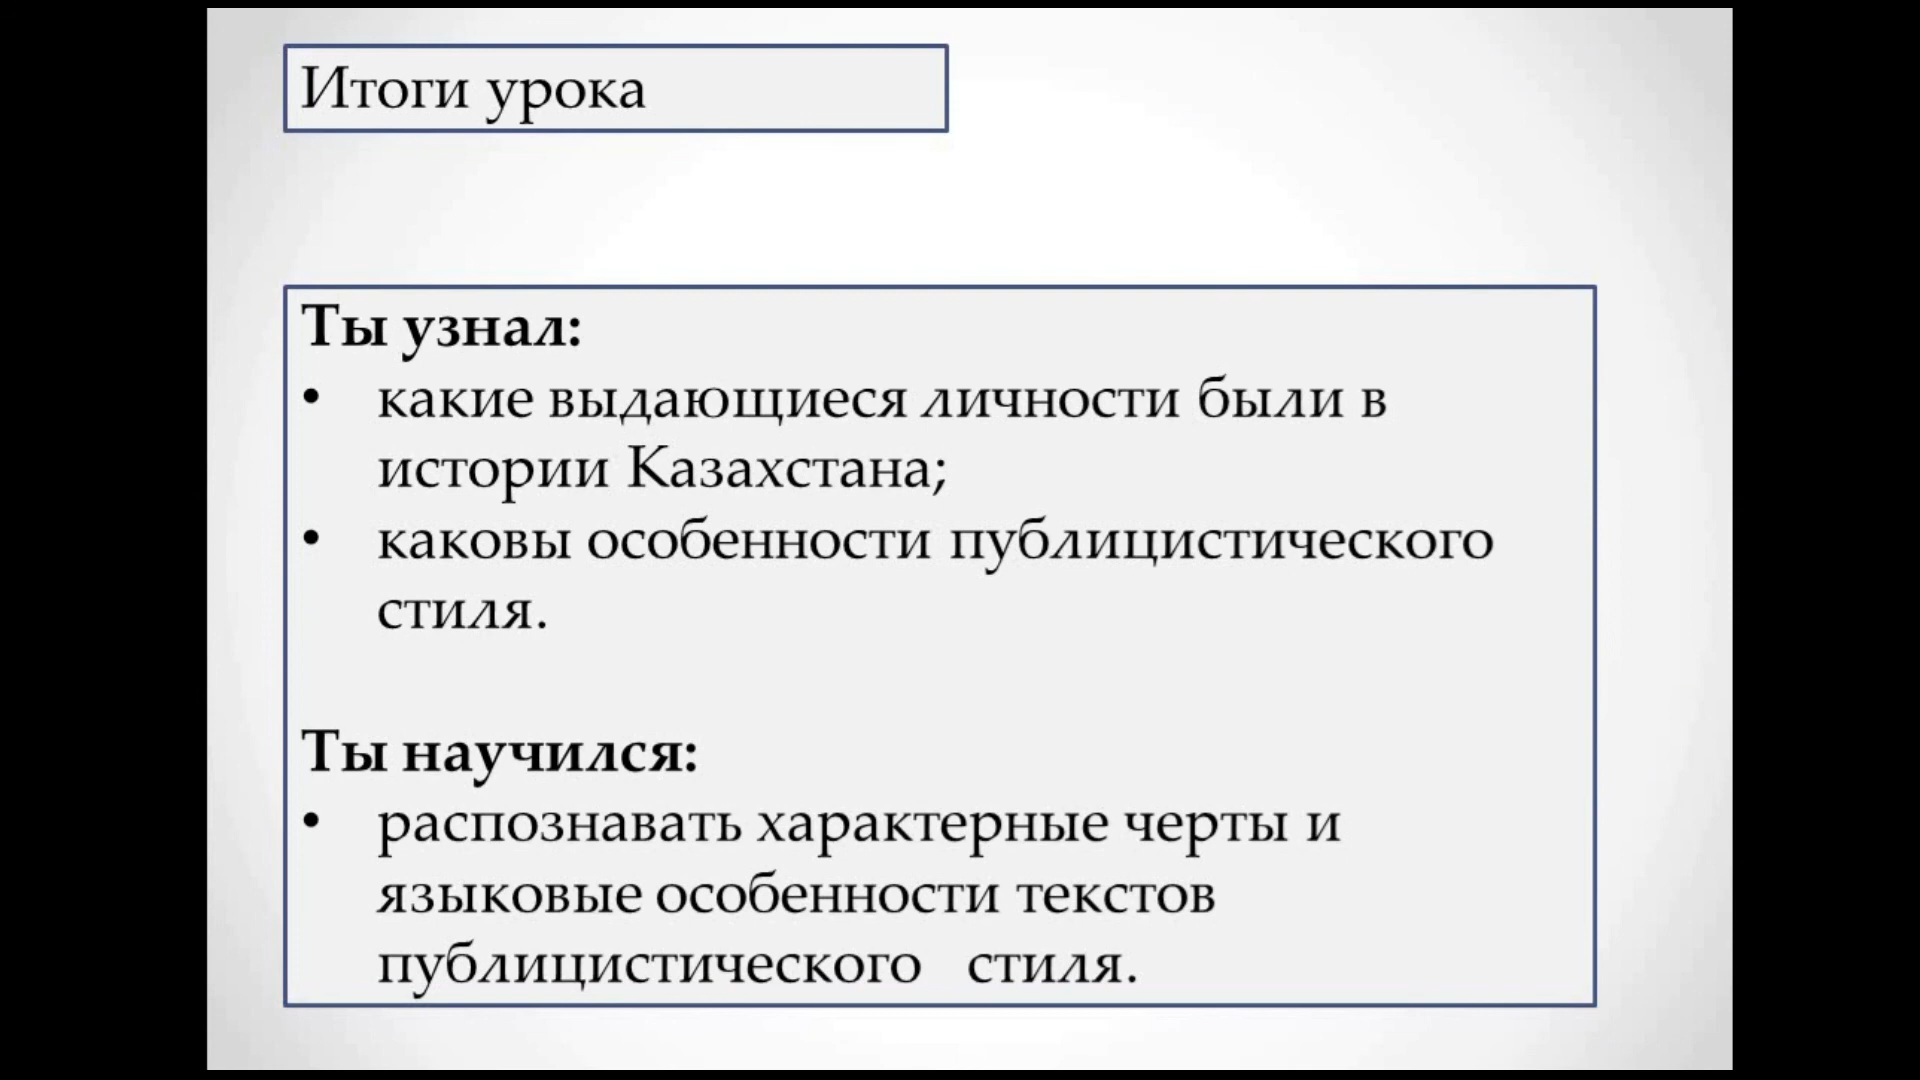 Итоги урока
Ты узнал:
• какие выдающиеся личности были в
истории Казахстана;
• каковы особенности публицистического
стиля.
Ты научился:
• распознавать характерные черты и
языковые особенности текстов
публицистического стиля.